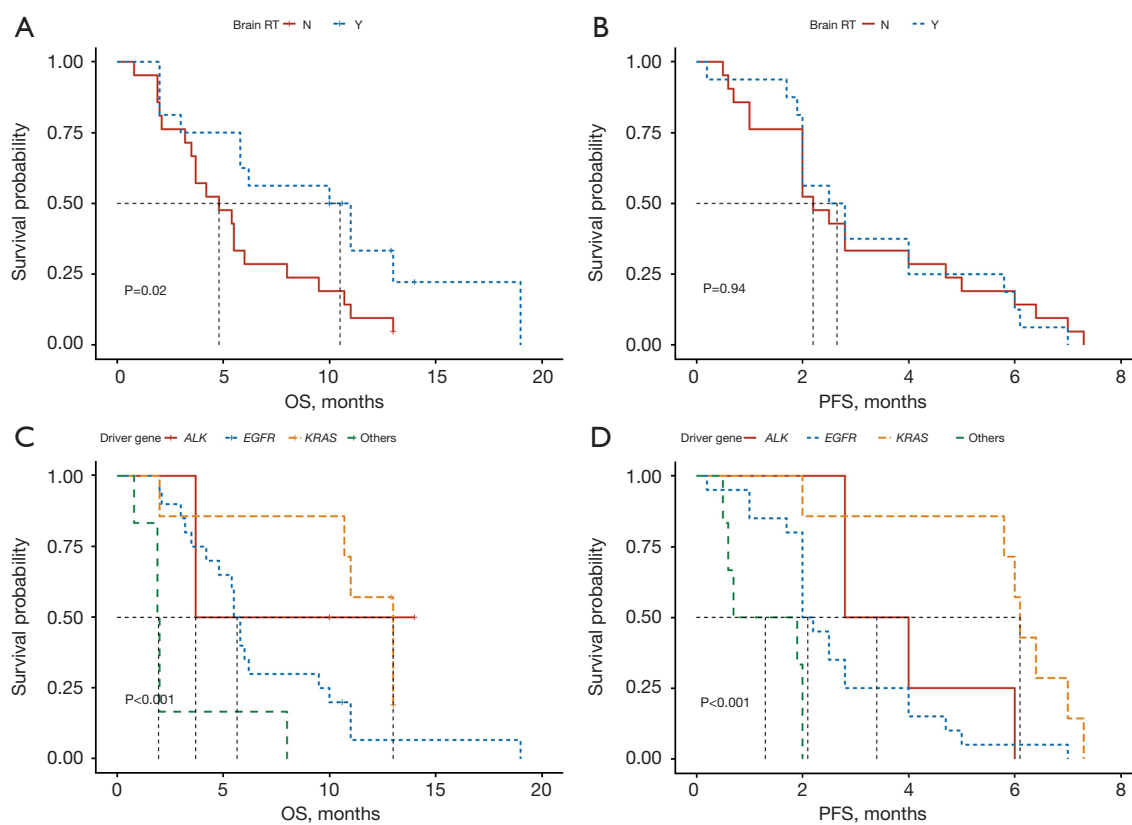 A
Brain RT N Y
Survival probability
1.00
0.75
0.50
0.25
0.00
P=0.02
0 5 10 15 20
OS, months
B
Brain RT N Y
Survival probability
1.00
0.75
0.50
0.25
0.00
P=0.94
0 2 4 6 8
PFS, months
C
Driver gene ALK EGFR KRAS Others
Survival probability
1.00
0.75
0.50
0.25
0.00
P<0.001
0 5 10 15 20
OS, months
D
Driver gene ALK EGFR KRAS Others
Survival probability
1.00
0.75
0.50
0.25
0.00
P<0.001
0 2 4 6 8
PFS, months